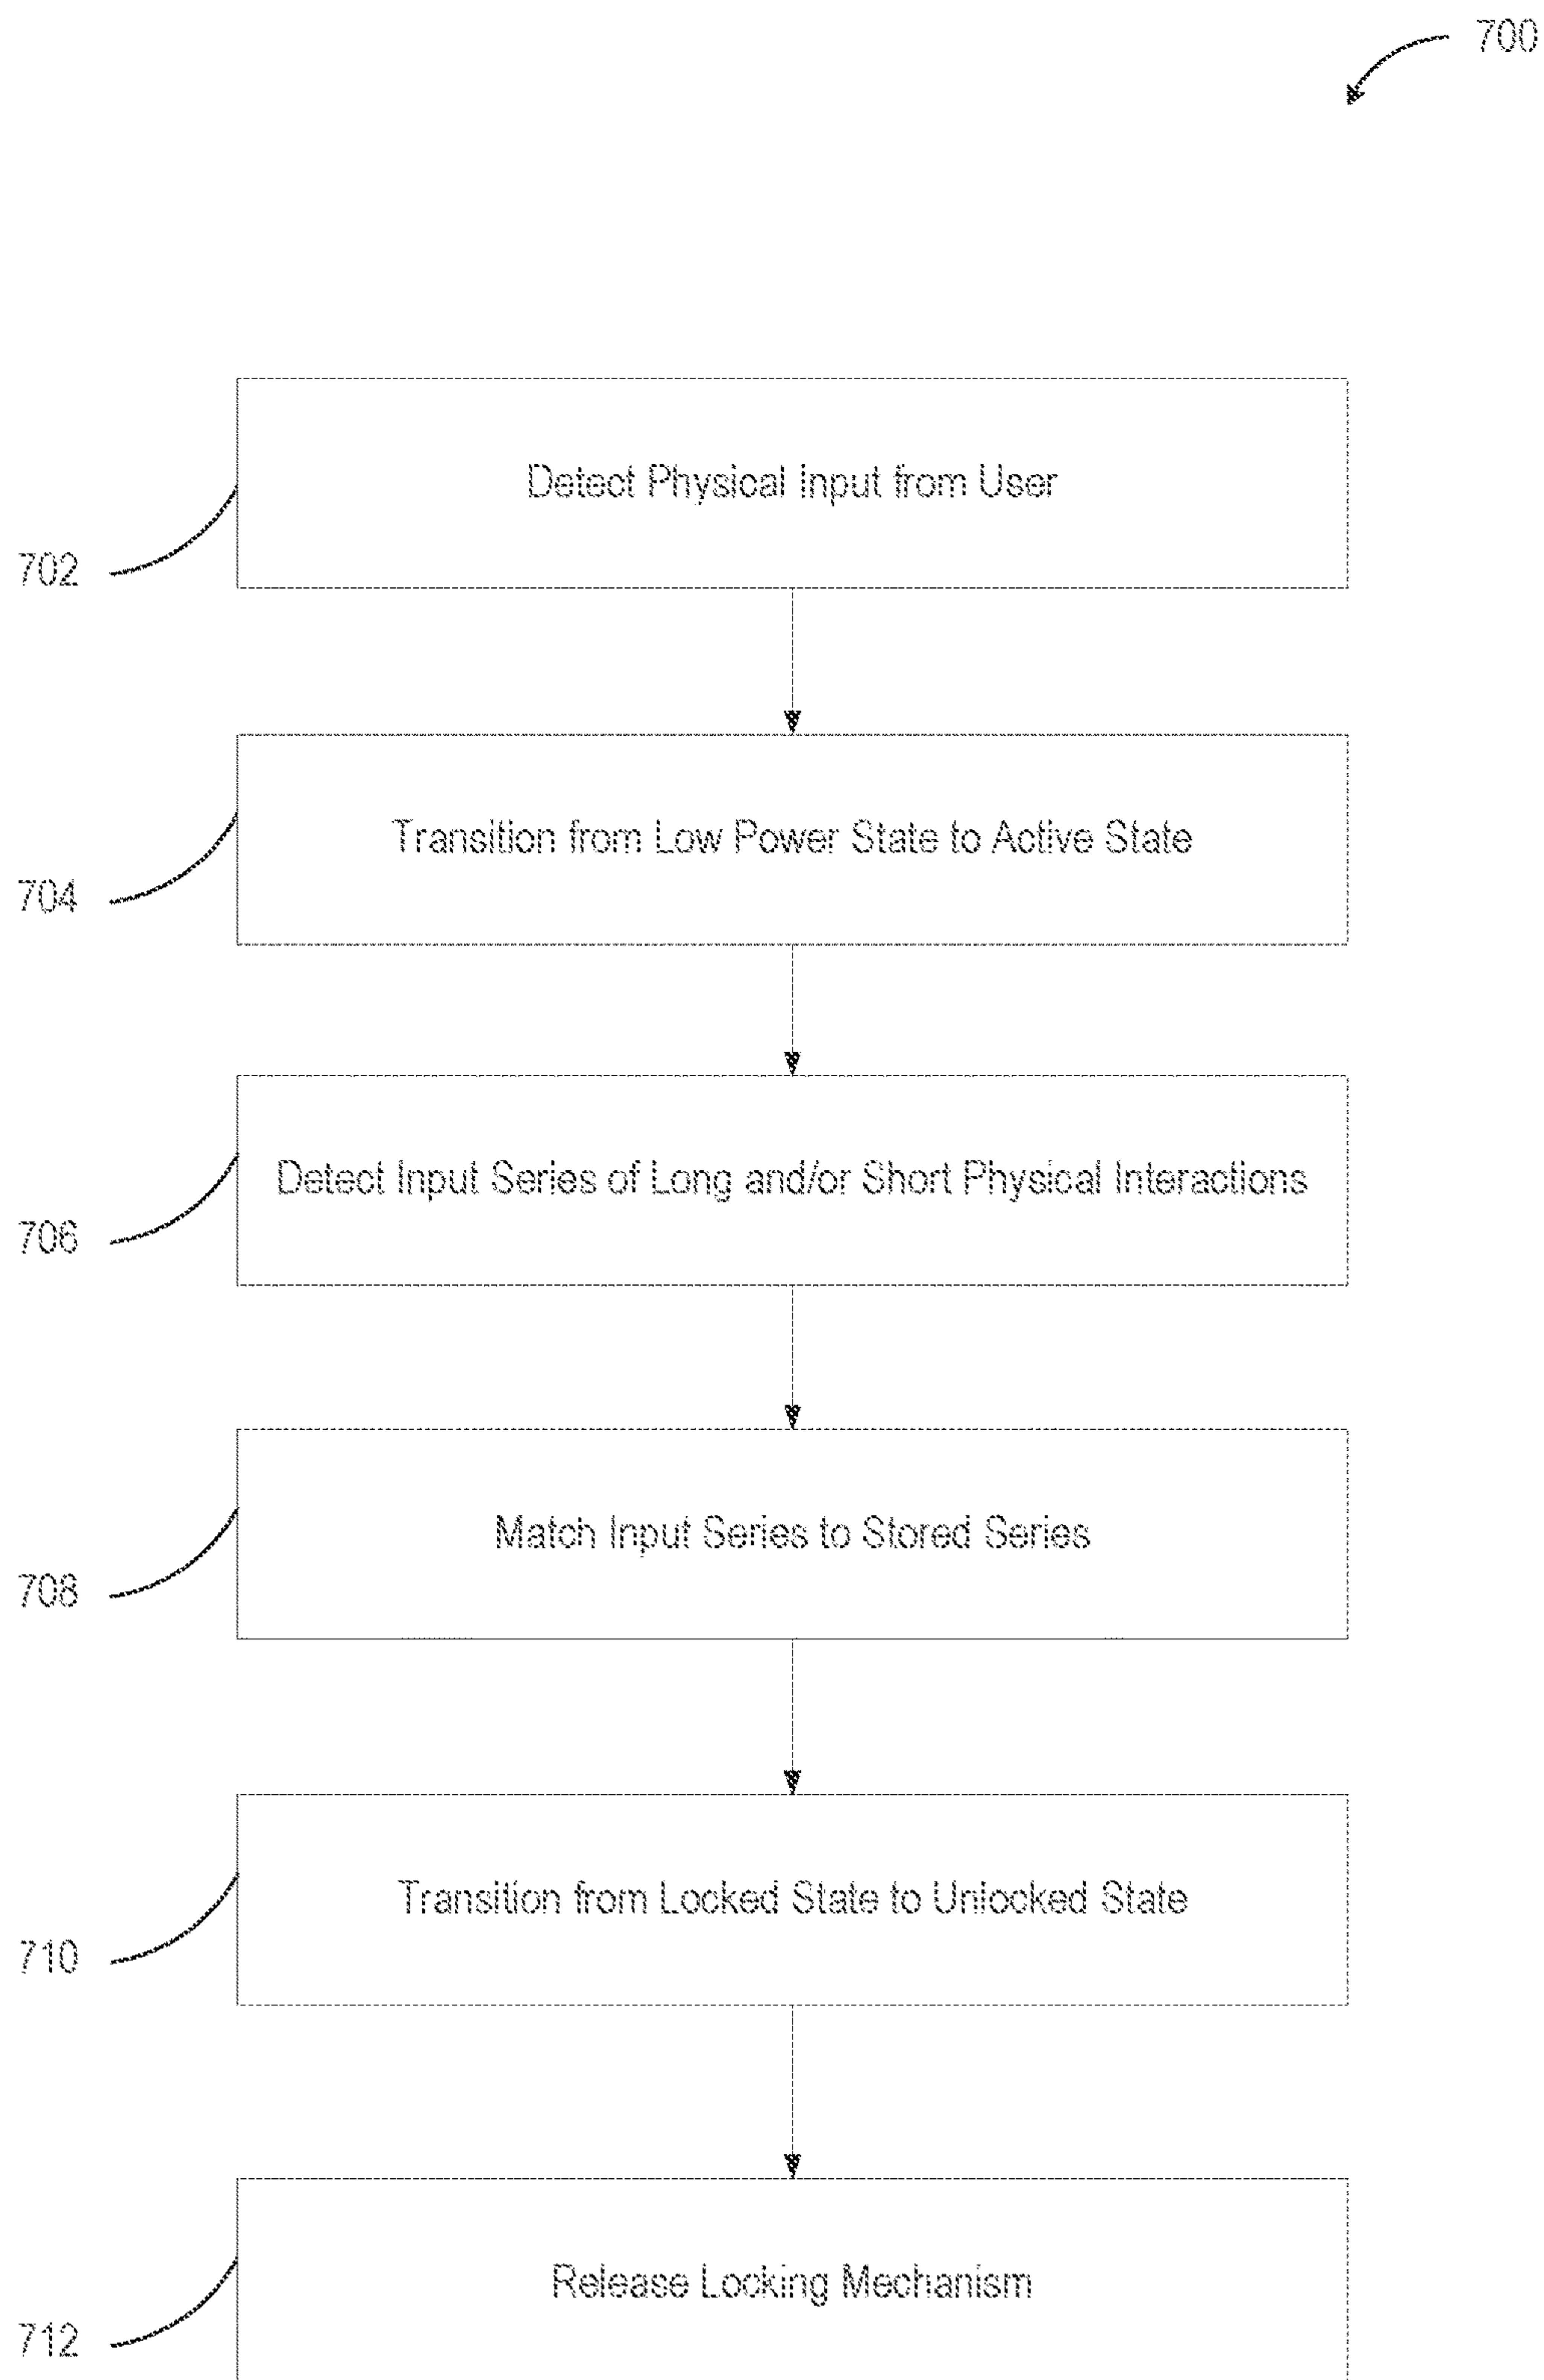 700
Detect Physical Input from User
702
Transition from Low Power State to Active State
704
Detect Input Series of Long and/or Short Physical Interactions
706
Match Input Series to Stored Series
708
Transition from Locked State to Unlocked State
710
Release Locking Mechanism
712